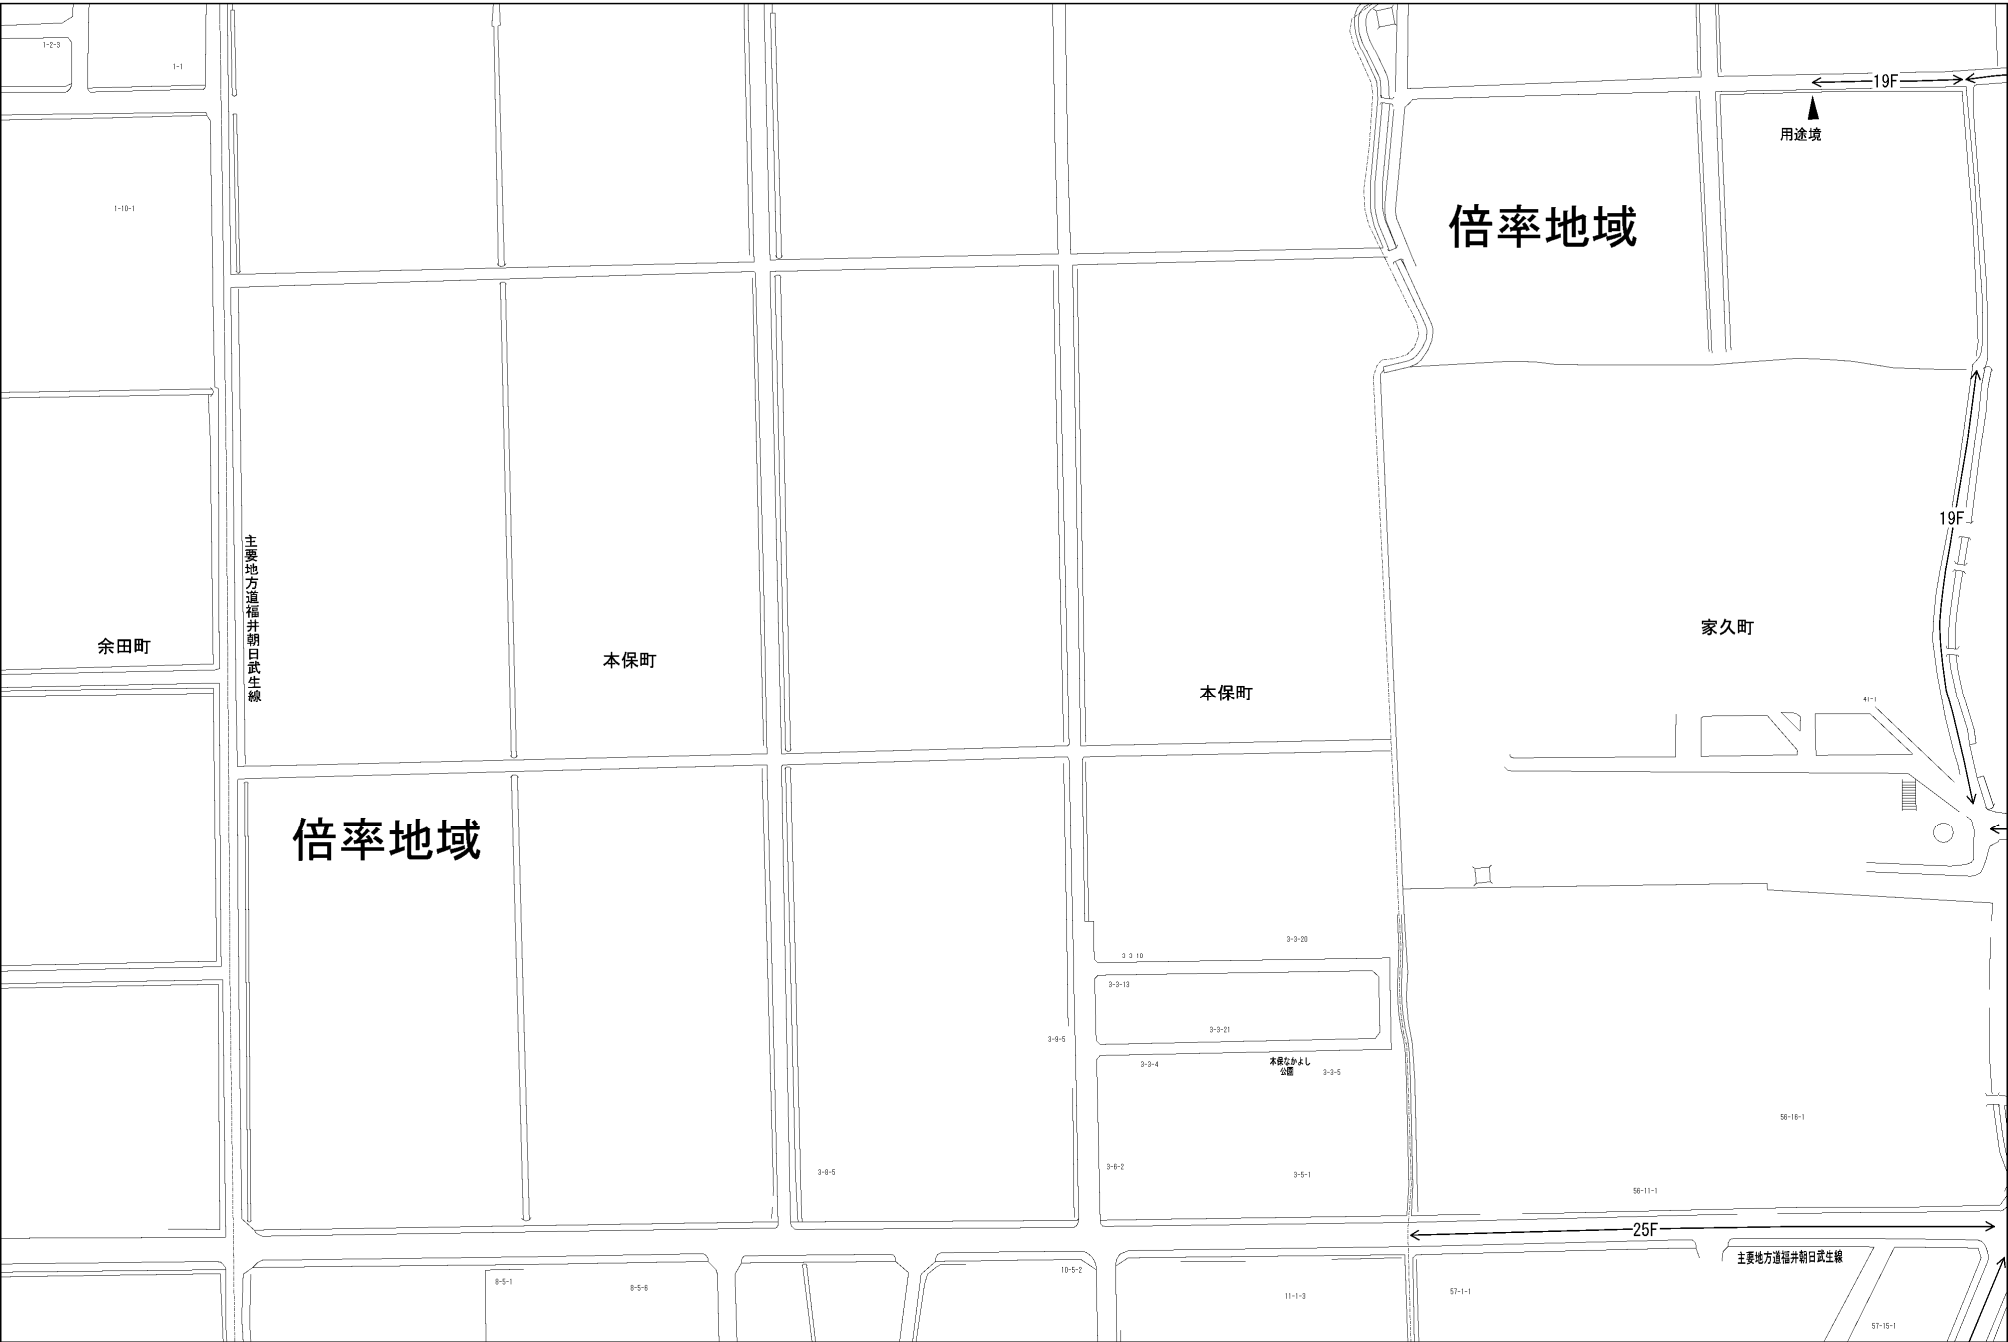 1-2-3
1-1
19F
用途境
1-10-1
倍率地域
19F
主要地方道福井朝日武生線
家久町
余田町
本保町
本保町
41-1
倍率地域
3-3-20
3 3 10
3-3-13
3-3-21
3-9-5
本保なかよし
公園
3-3-4
3-3-5
56-16-1
3-6-2
3-8-5
3-5-1
56-11-1
25F
主要地方道福井朝日武生線
10-5-2
8-5-1
8-5-6
11-1-3
57-1-1
57-15-1